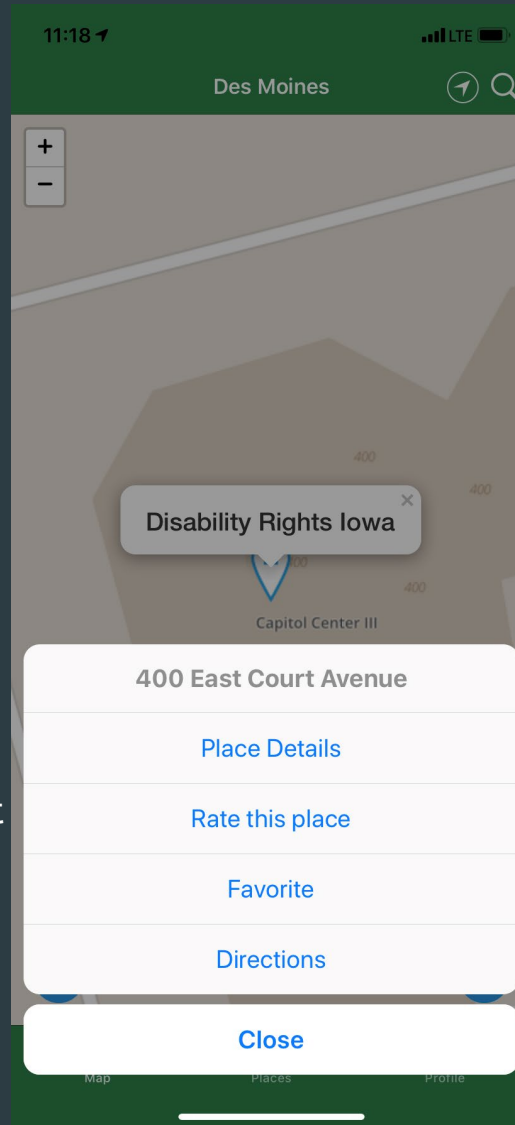 11:18
LTE
Des Moines
+
−
400
400
Disability Rights Iowa
×
400
Capitol Center III
400 East Court Avenue
Place Details
Rate this place
Favorite
Directions
Close
Map
Places
Profile